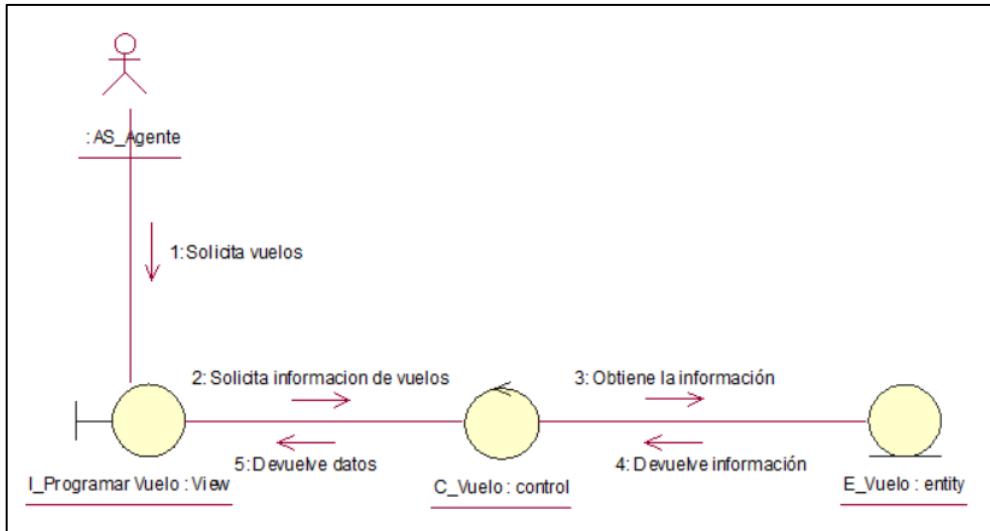 : AS_Agente
1: Solicita vuelos
2: Solicita informacion de vuelos
3: Obtiene la información
5: Devuelve datos
4: Devuelve información
I_Programar Vuelo : View
C_Vuelo : control
E_Vuelo : entity